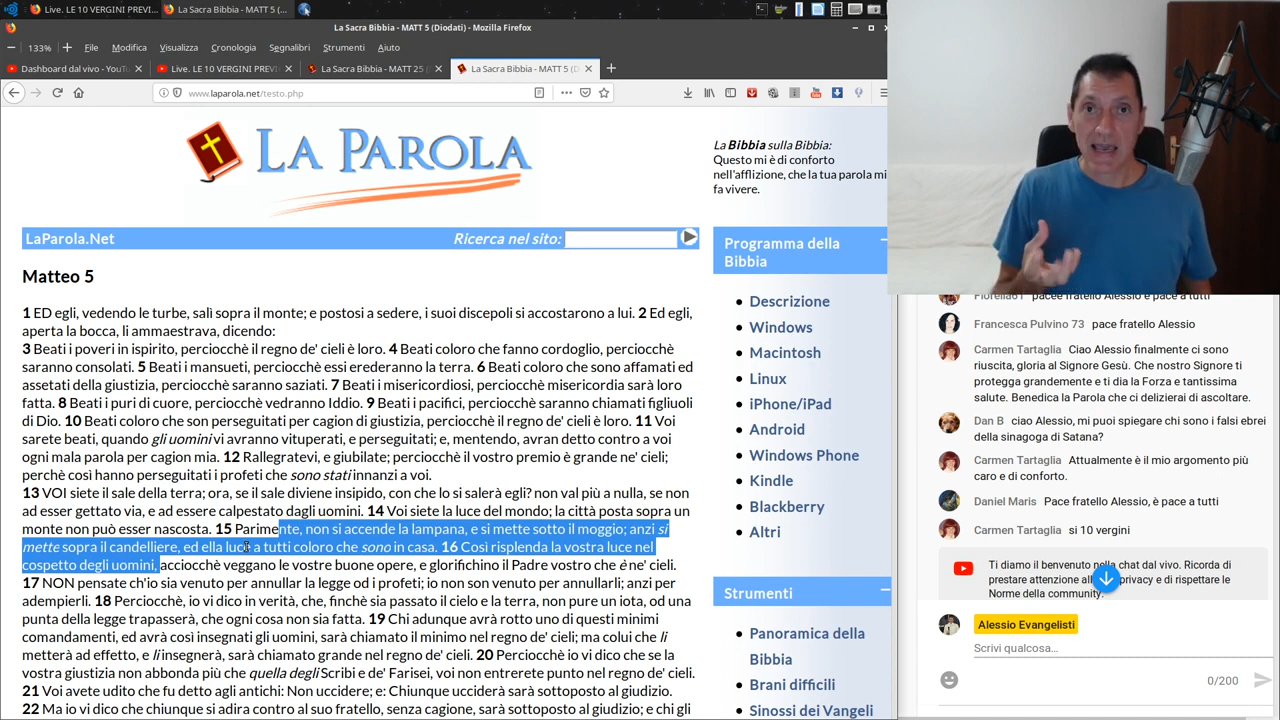 Live. LE 10 VERGINI PREVI...
La Sacra Bibbia - MATT 5 (...
La Sacra Bibbia - MATT 5 (Diodati) - Mozilla Firefox
133%
File Modifica Visualizza Cronologia Segnalibri Strumenti Aiuto
Dashboard dal vivo - YouTu
Live. LE 10 VERGINI PREVI
La Sacra Bibbia - MATT 25 (
La Sacra Bibbia - MATT 5 (D
www.laparola.net/testo.php
LA PAROLA
La Bibbia sulla Bibbia:
Questo mi è di conforto
nell'afflizione, che la tua parola mi
fa vivere.
LaParola.Net
Ricerca nel sito:
Matteo 5
1 ED egli, vedendo le turbe, salì sopra il monte; e postosi a sedere, i suoi discepoli si accostarono a lui. 2 Ed egli,
aperta la bocca, li ammaestrava, dicendo:
3 Beati i poveri in ispirito, perciocchè il regno de' cieli è loro. 4 Beati coloro che fanno cordoglio, perciocchè
saranno consolati. 5 Beati i mansueti, perciocchè essi erederanno la terra. 6 Beati coloro che sono affamati ed
assetati della giustizia, perciocchè saranno saziati. 7 Beati i misericordiosi, perciocchè misericordia sarà loro
fatta. 8 Beati i puri di cuore, perciocchè vedranno Iddio. 9 Beati i pacifici, perciocchè saranno chiamati figliuoli
di Dio. 10 Beati coloro che son perseguitati per cagion di giustizia, perciocchè il regno de' cieli è loro. 11 Voi
sarete beati, quando gli uomini vi avranno vituperati, e perseguitati; e, mentendo, avran detto contro a voi
ogni mala parola per cagion mia. 12 Rallegratevi, e giubilate; perciocchè il vostro premio è grande ne' cieli;
perchè così hanno perseguitati i profeti che sono stati innanzi a voi.
13 VOI siete il sale della terra; ora, se il sale diviene insipido, con che lo si salerà egli? non val più a nulla, se non
ad esser gettato via, e ad essere calpestato dagli uomini. 14 Voi siete la luce del mondo; la città posta sopra un
monte non può esser nascosta. 15 Parimente, non si accende la lampana, e si mette sotto il moggio; anzi si
mette sopra il candelliere, ed ella luce a tutti coloro che sono in casa. 16 Così risplenda la vostra luce nel
cospetto degli uomini, acciocchè veggano le vostre buone opere, e glorifichino il Padre vostro che è ne' cieli.
17 NON pensate ch'io sia venuto per annullar la legge od i profeti; io non son venuto per annullarli; anzi per
adempierli. 18 Perciocchè, io vi dico in verità, che, finchè sia passato il cielo e la terra, non pure un iota, od una
punta della legge trapasserà, che ogni cosa non sia fatta. 19 Chi adunque avrà rotto uno di questi minimi
comandamenti, ed avrà così insegnati gli uomini, sarà chiamato il minimo nel regno de' cieli; ma colui che li
metterà ad effetto, e li insegnerà, sarà chiamato grande nel regno de' cieli. 20 Perciocchè io vi dico che se la
vostra giustizia non abbonda più che quella degli Scribi e de' Farisei, voi non entrerete punto nel regno de' cieli.
21 Voi avete udito che fu detto agli antichi: Non uccidere; e: Chiunque ucciderà sarà sottoposto al giudizio.
22 Ma io vi dico che chiunque si adira contro al suo fratello, senza cagione, sarà sottoposto al giudizio; e chi gli
Programma della
Bibbia
Descrizione
Windows
Macintosh
Linux
iPhone/iPad
Android
Windows Phone
Kindle
Blackberry
Altri
Strumenti
Panoramica della
Bibbia
Brani difficili
Sinossi dei Vangeli
Fiorella61 pacee fratello Alessio e pace a tutti
Francesca Pulvino 73 pace fratello Alessio
Carmen Tartaglia Ciao Alessio finalmente ci sono
riuscita, gloria al Signore Gesù. Che nostro Signore ti
protegga grandemente e ti dia la Forza e tantissima
salute. Benedica la Parola che ci delizierai di ascoltare.
Dan B ciao Alessio, mi puoi spiegare chi sono i falsi ebrei
della sinagoga di Satana?
Carmen Tartaglia Attualmente è il mio argomento più
caro e di conforto.
Daniel Maris Pace fratello Alessio, è pace a tutti
Carmen Tartaglia si 10 vergini
Ti diamo il benvenuto nella chat dal vivo. Ricorda di
prestare attenzione alla privacy e di rispettare le
Norme della community.
Alessio Evangelisti
Scrivi qualcosa...
0/200